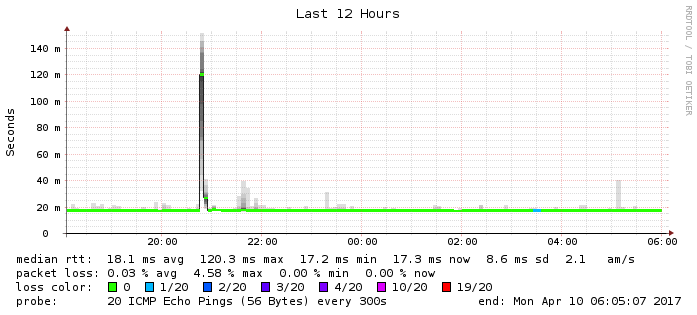 Last 12 Hours
RRDTOOL / TOBI OETIKER
Seconds
140 m
120 m
100 m
80 m
60 m
40 m
20 m
0
20:00 22:00 00:00 02:00 04:00 06:00
median rtt: 18.1 ms avg 120.3 ms max 17.2 ms min 17.3 ms now 8.6 ms sd 2.1 am/s
packet loss: 0.03 % avg 4.58 % max 0.00 % min 0.00 % now
loss color: 0 1/20 2/20 3/20 4/20 10/20 19/20
probe: 20 ICMP Echo Pings (56 Bytes) every 300s end: Mon Apr 10 06:05:07 2017